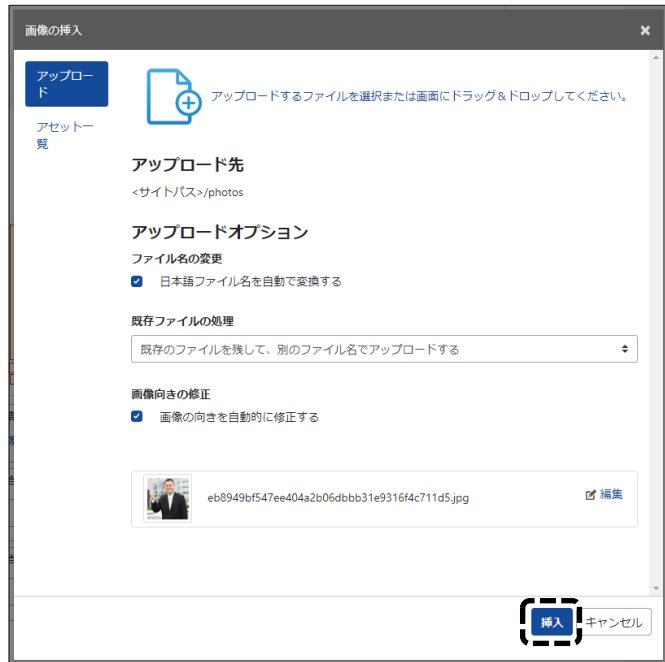 画像の挿入
×
アップロー
ド
アセット一
覧
アップロードするファイルを選択または画面にドラッグ＆ドロップしてください。
アップロード先
<サイトパス>/photos
アップロードオプション
ファイル名の変更
日本語ファイル名を自動で変換する
既存ファイルの処理
既存のファイルを残して、別のファイル名でアップロードする
画像向きの修正
画像の向きを自動的に修正する
eb8949bf547ee404a2b06dbbb31e9316f4c711d5.jpg
編集
挿入
キャンセル